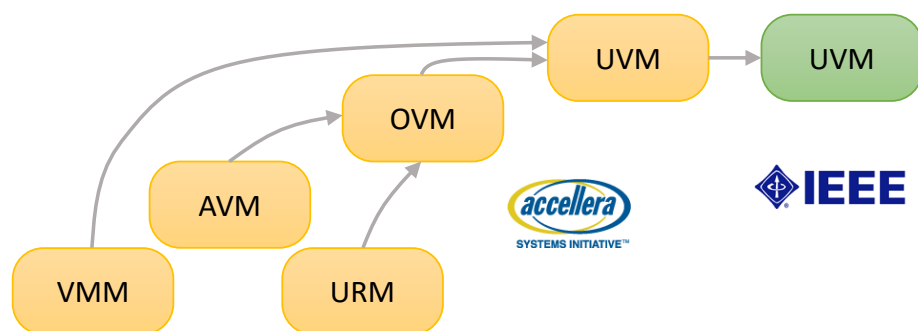 UVM
UVM
OVM
AVM
accellera
SYSTEMS INITIATIVE™
IEEE
VMM
URM